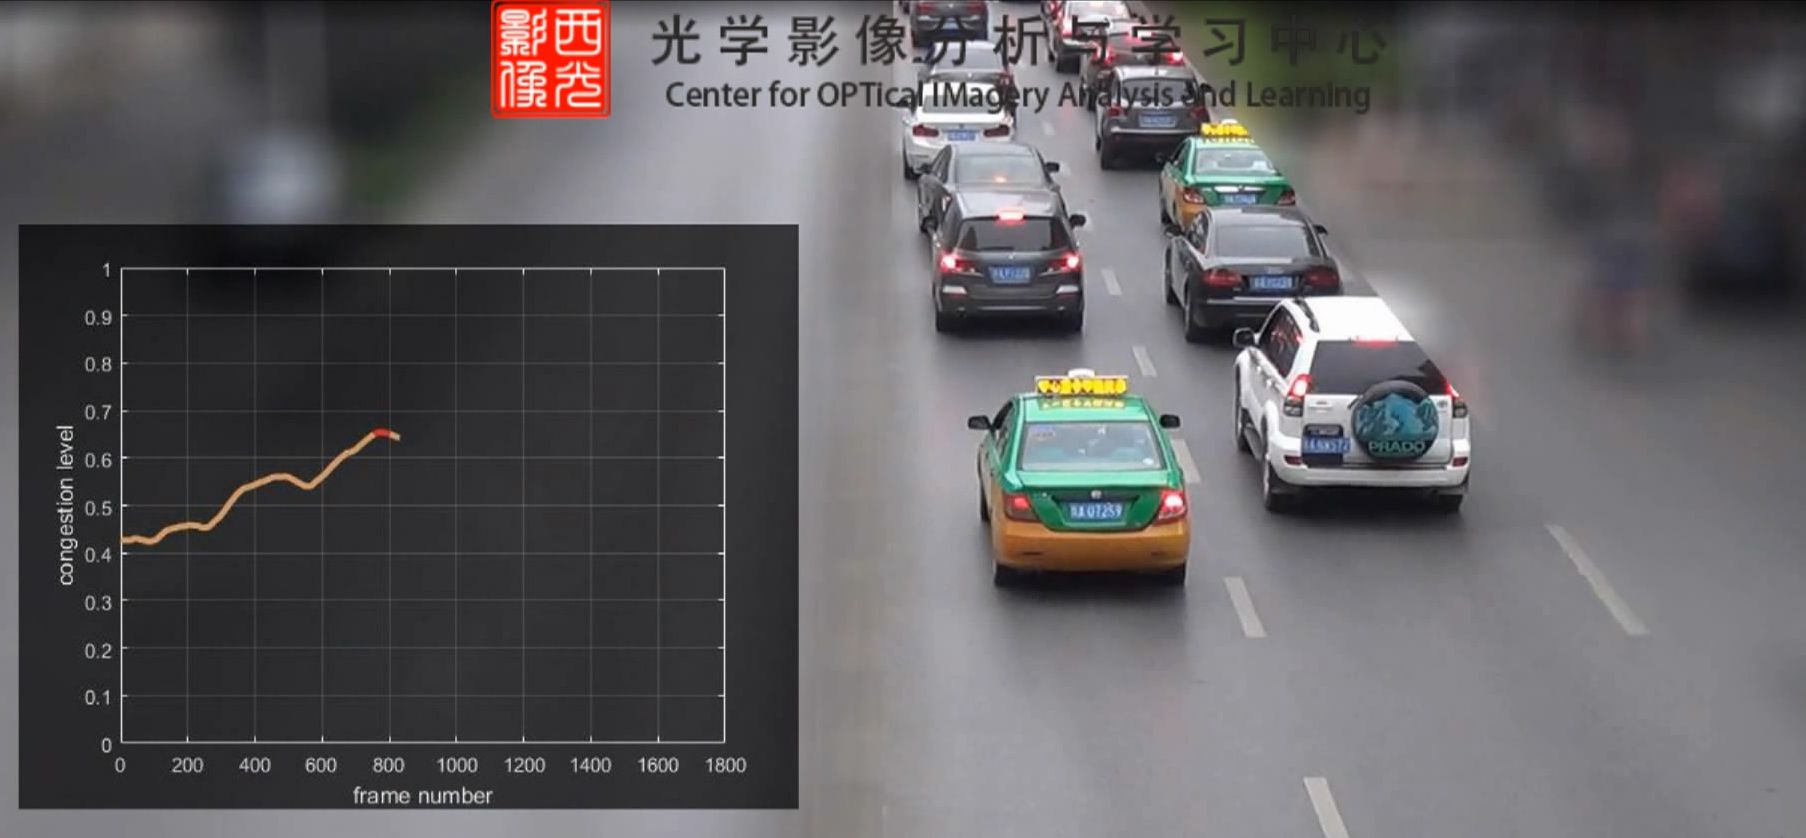 影像
西光
光学影像分析与学习中心
Center for OPTical IMagery Analysis and Learning
1
0.9
0.8
0.7
0.6
0.5
0.4
0.3
0.2
0.1
0
congestion level
0 200 400 600 800 1000 1200 1400 1600 1800
frame number
PRADO